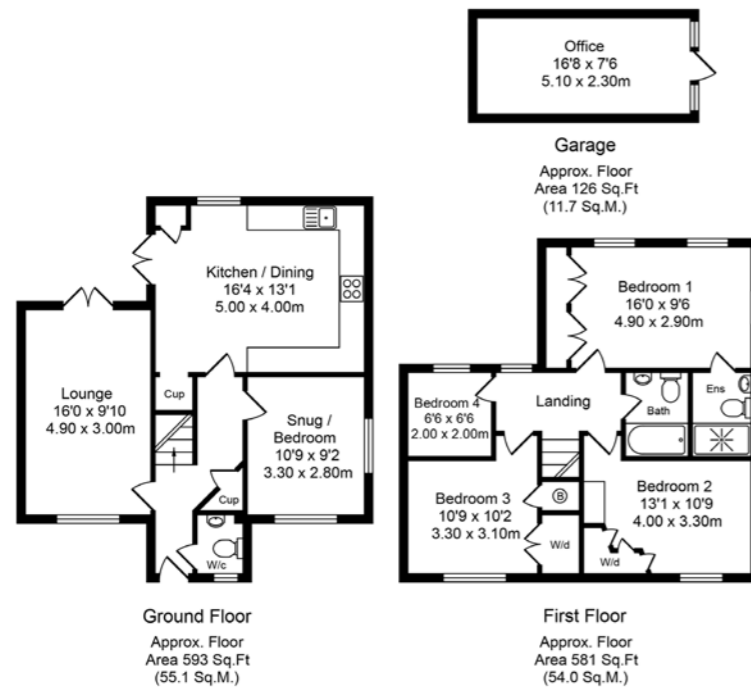 Office
16'8 x 7'6
5.10 x 2.30m
Garage
Approx. Floor
Area 126 Sq.Ft
(11.7 Sq.M.)
Kitchen / Dining
16'4 x 13'1
5.00 x 4.00m
Lounge
16'0 x 9'10
4.90 x 3.00m
Cup
Snug /
Bedroom
10'9 x 9'2
3.30 x 2.80m
Cup
W/c
Ground Floor
Approx. Floor
Area 593 Sq.Ft
(55.1 Sq.M.)
Bedroom 1
16'0 x 9'6
4.90 x 2.90m
Bedroom 4
6'6 x 6'6
2.00 x 2.00m
Landing
Bath
Ens
Bedroom 3
10'9 x 10'2
3.30 x 3.10m
B
W/d
Bedroom 2
13'1 x 10'9
4.00 x 3.30m
W/d
First Floor
Approx. Floor
Area 581 Sq.Ft
(54.0 Sq.M.)